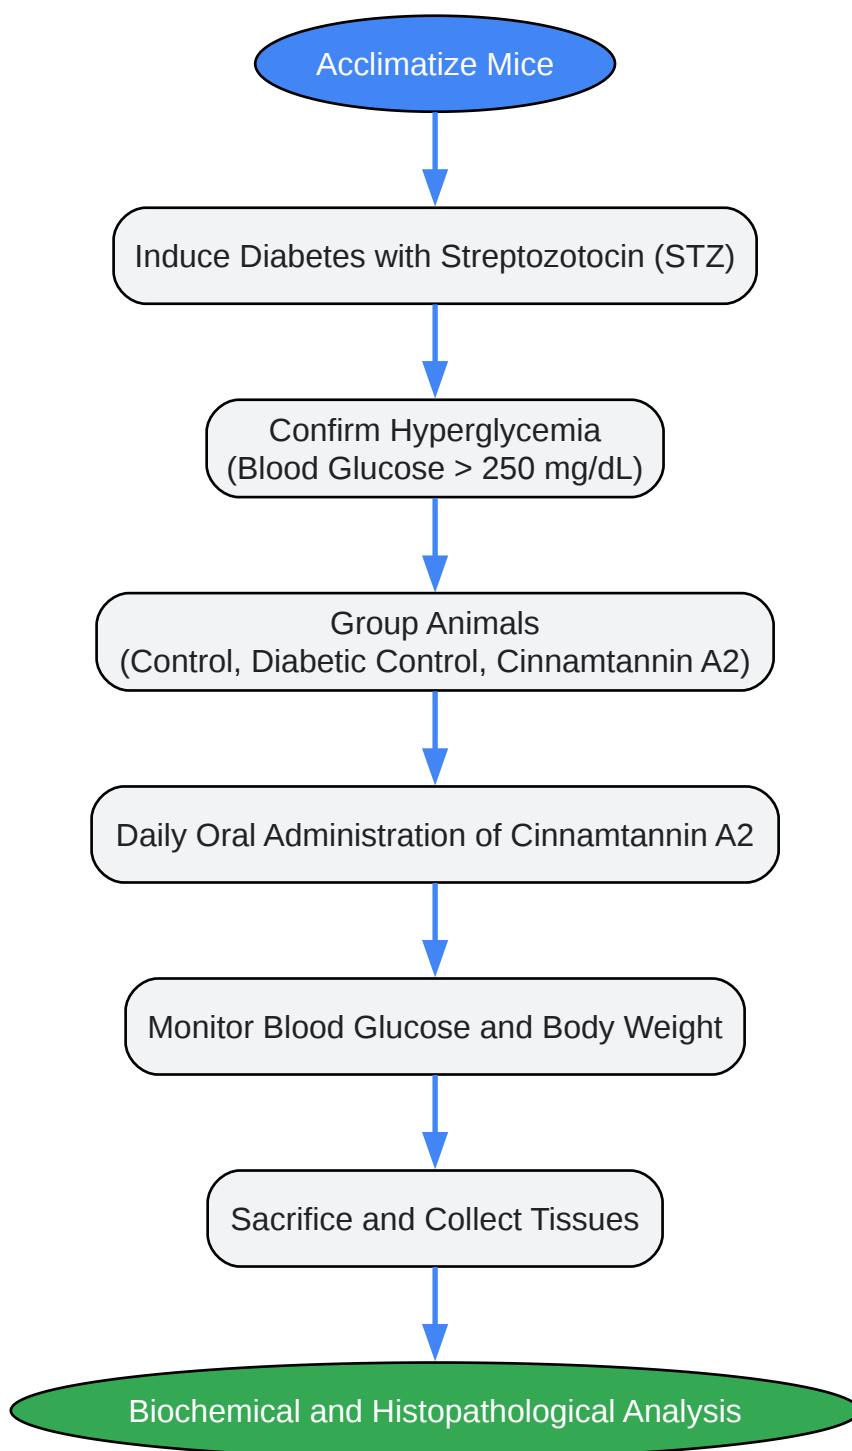 Acclimatize Mice
Induce Diabetes with Streptozotocin (STZ)
Confirm Hyperglycemia
(Blood Glucose > 250 mg/dL)
Group Animals
(Control, Diabetic Control, Cinnamtannin A2)
Daily Oral Administration of Cinnamtannin A2
Monitor Blood Glucose and Body Weight
Sacrifice and Collect Tissues
Biochemical and Histopathological Analysis